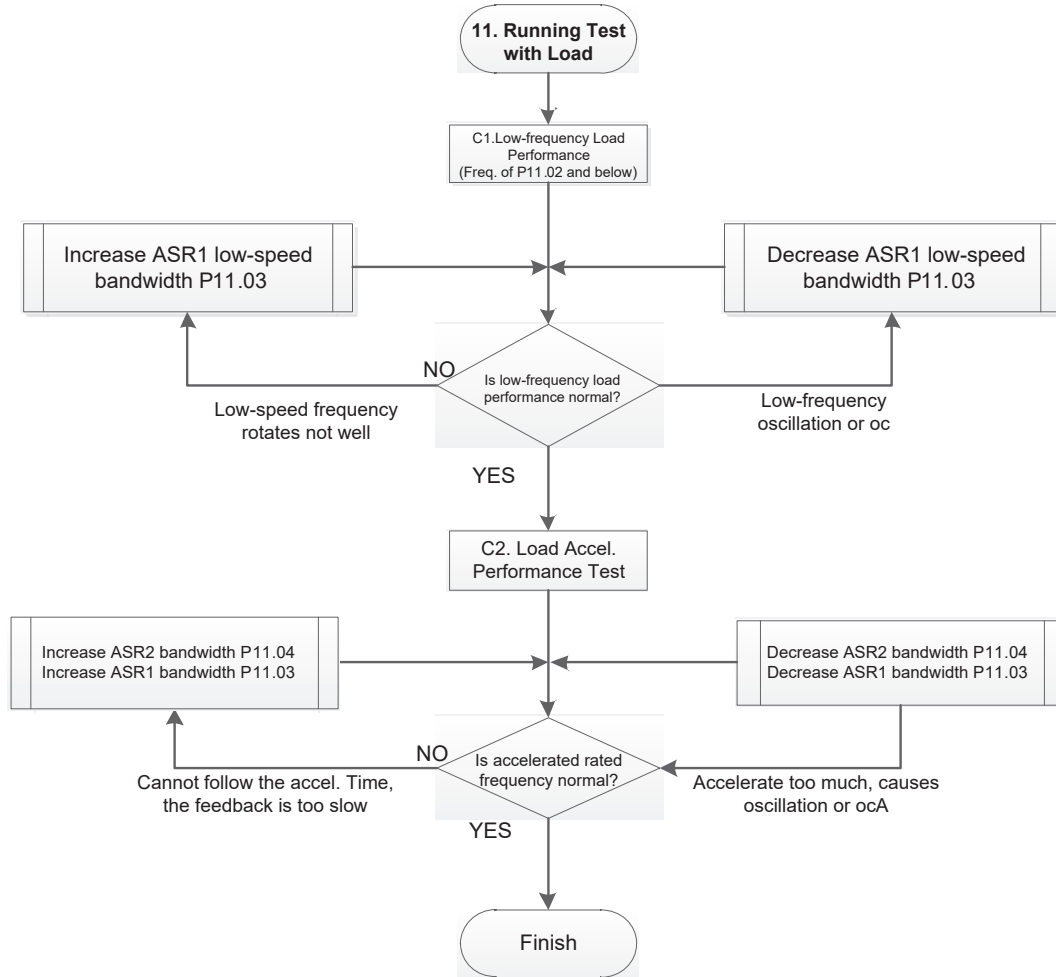 11. Running Test
with Load
C1.Low-frequency Load
Performance
(Freq. of P11.02 and below)
Increase ASR1 low-speed
bandwidth P11.03
Decrease ASR1 low-speed
bandwidth P11.03
NO
Is low-frequency load
performance normal?
Low-speed frequency
rotates not well
Low-frequency
oscillation or oc
YES
C2. Load Accel.
Performance Test
Increase ASR2 bandwidth P11.04
Increase ASR1 bandwidth P11.03
Decrease ASR2 bandwidth P11.04
Decrease ASR1 bandwidth P11.03
NO
Is accelerated rated
frequency normal?
Cannot follow the accel. Time,
the feedback is too slow
Accelerate too much, causes
oscillation or ocA
YES
Finish